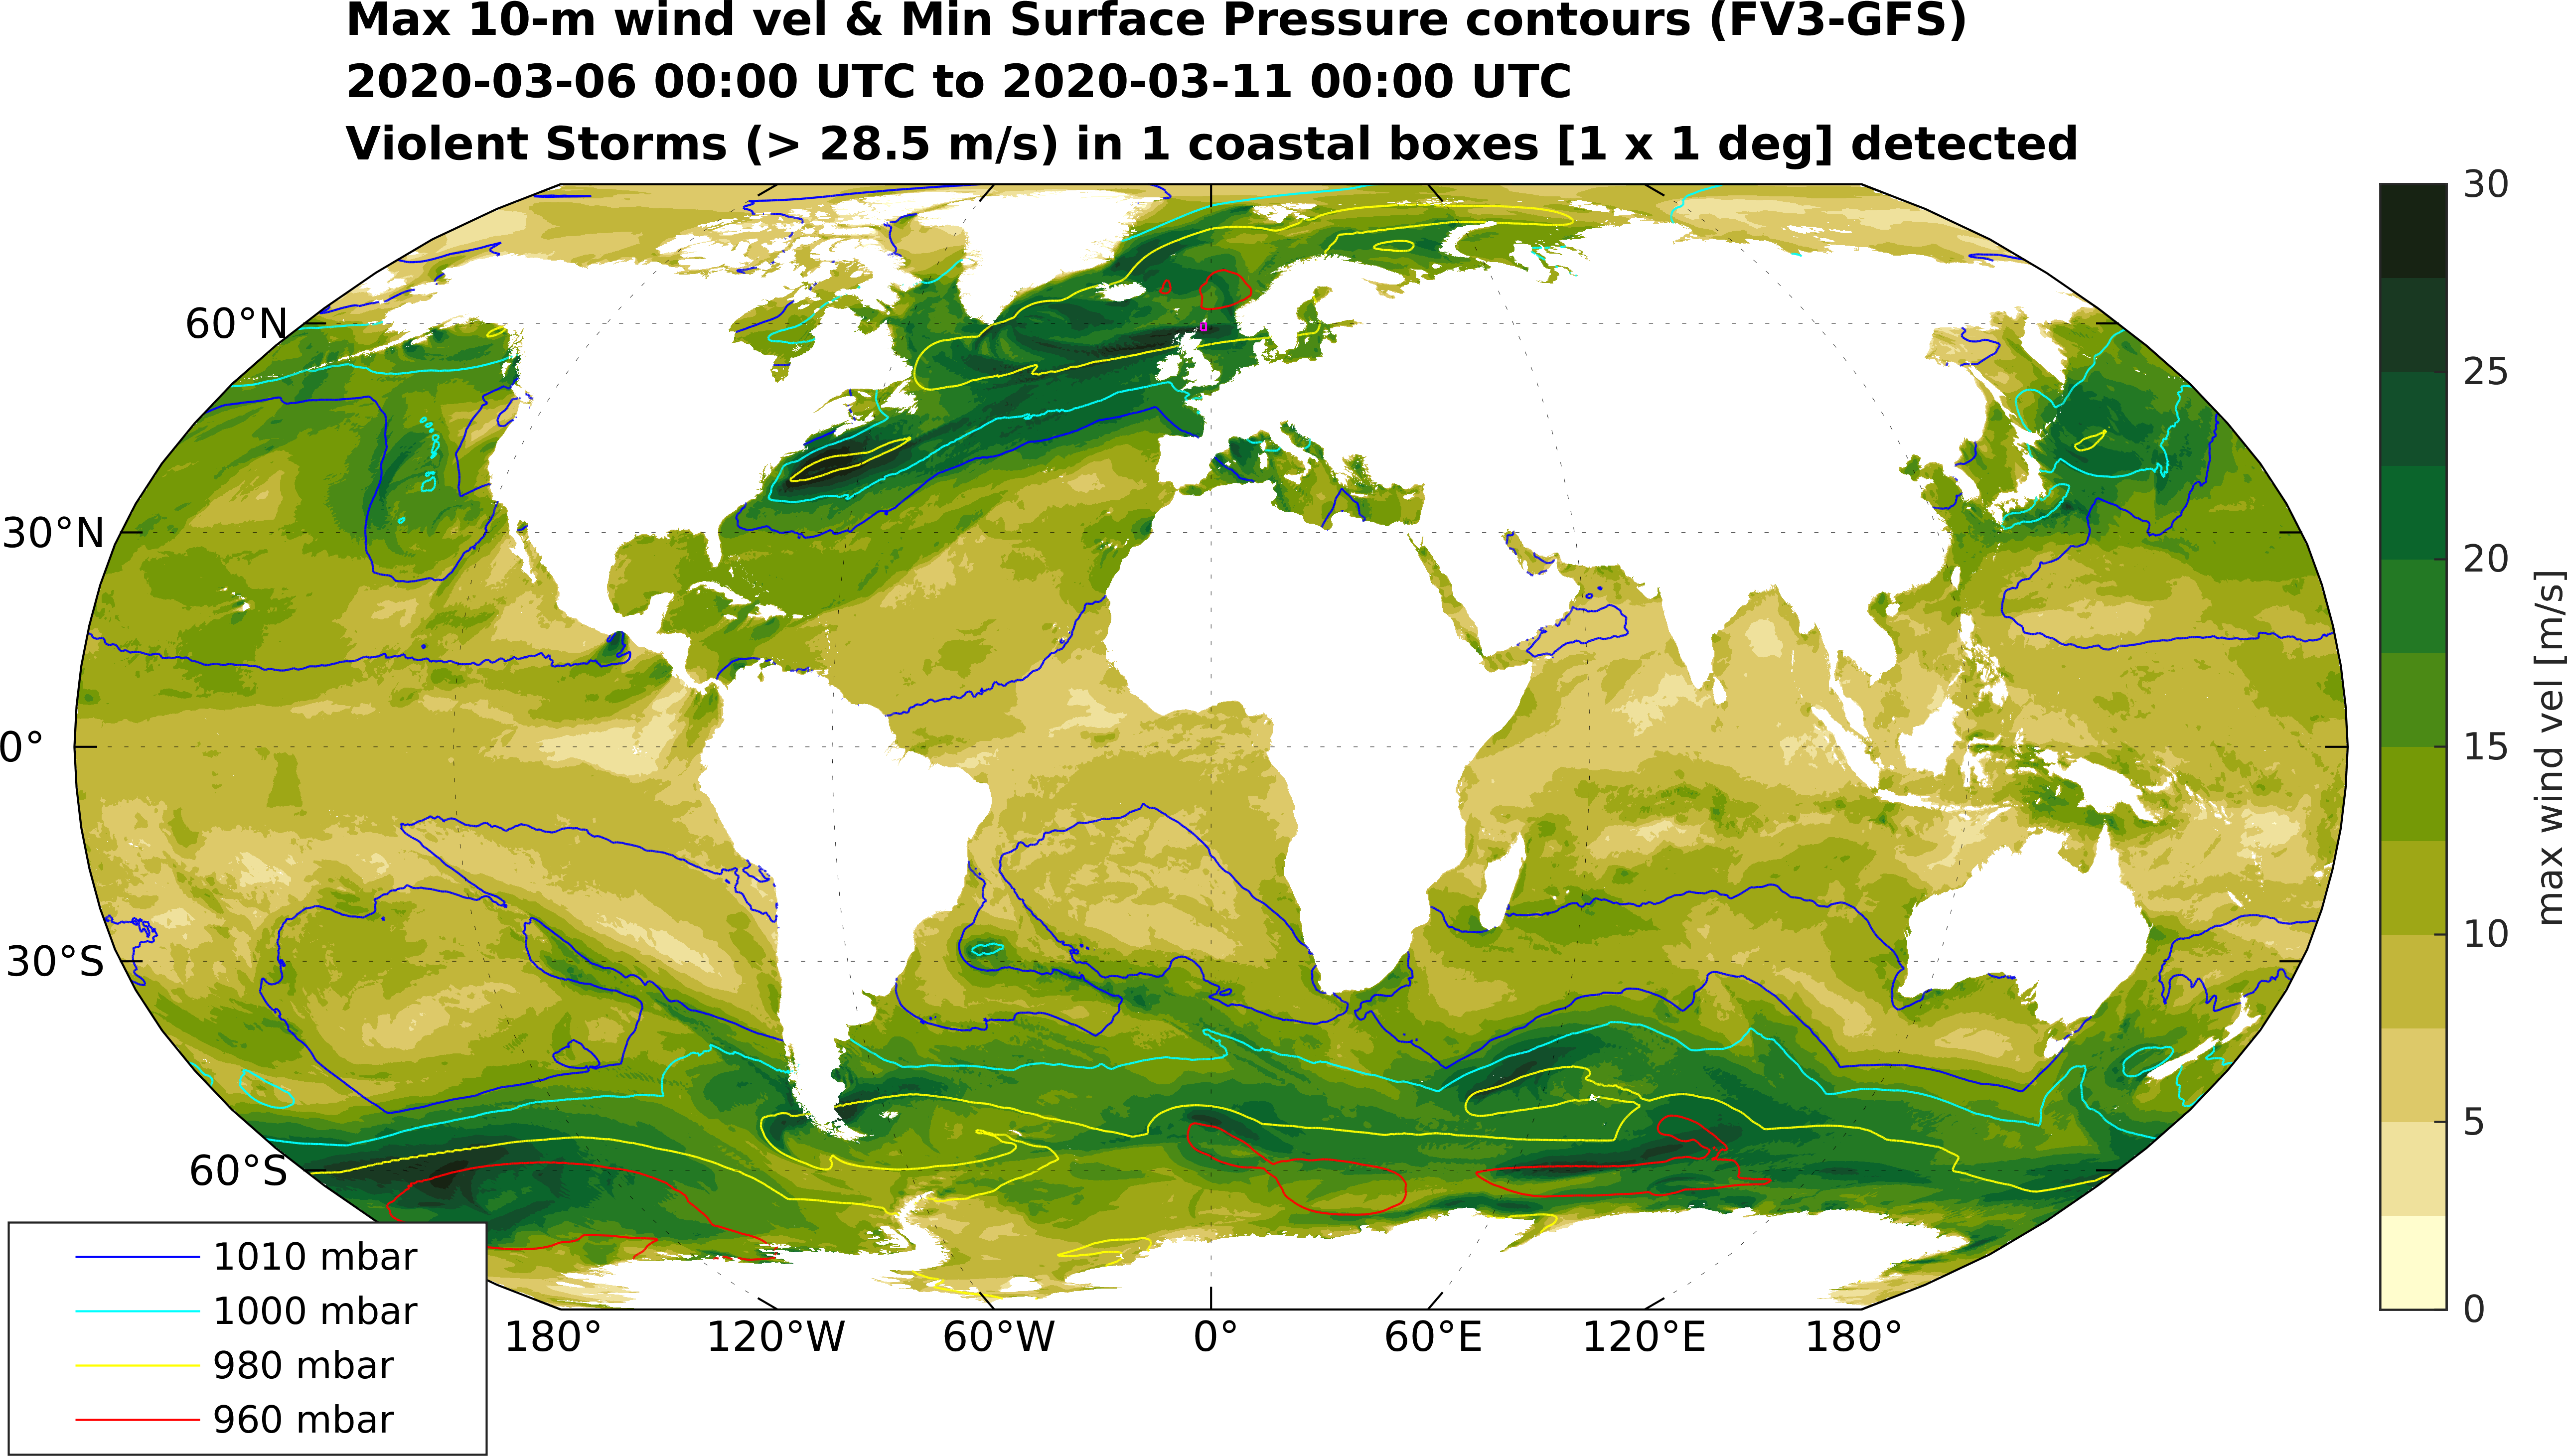 Max 10-m wind vel & Min Surface Pressure contours (FV3-GFS)
2020-03-06 00:00 UTC to 2020-03-11 00:00 UTC
Violent Storms (> 28.5 m/s) in 1 coastal boxes [1 x 1 deg] detected
60°N
30°N
0°
30°S
60°S
180°
120°W
60°W
0°
60°E
120°E
180°
1010 mbar
1000 mbar
980 mbar
960 mbar
30
25
20
15
10
5
0
max wind vel [m/s]